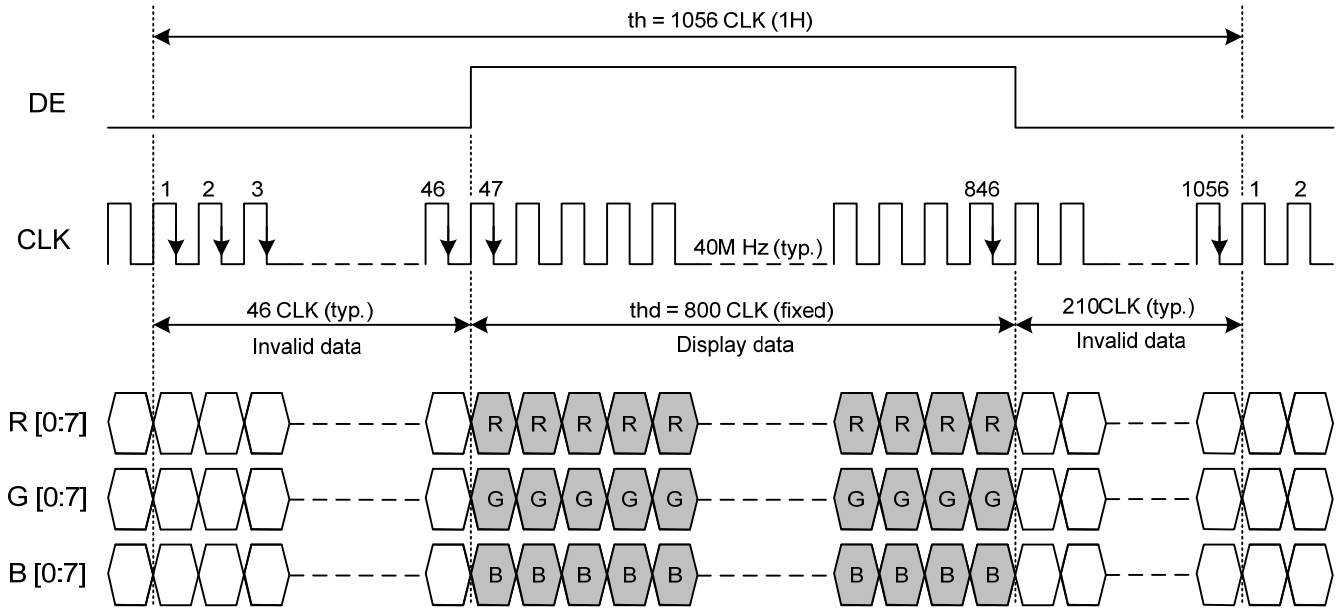 th = 1056 CLK (1H)
DE
1 2 3 46 47 846 1056 1 2
CLK
40M Hz (typ.)
46 CLK (typ.) thd = 800 CLK (fixed) 210CLK (typ.)
Invalid data Display data Invalid data
R [0:7] R R R R R R R R R
G [0:7] G G G G G G G G G
B [0:7] B B B B B B B B B